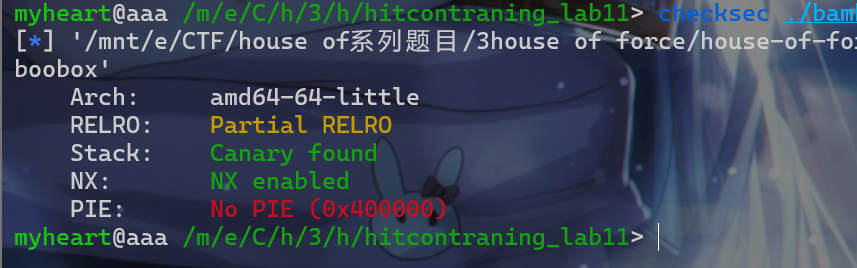 myheart@aaa /m/e/C/h/3/h/hitcontraning_lab11> checksec ./bamb
[*] '/mnt/e/CTF/house of系列题目/3house of force/house-of-for
boobox'
Arch: amd64-64-little
RELRO: Partial RELRO
Stack: Canary found
NX: NX enabled
PIE: No PIE (0x400000)
myheart@aaa /m/e/C/h/3/h/hitcontraning_lab11>